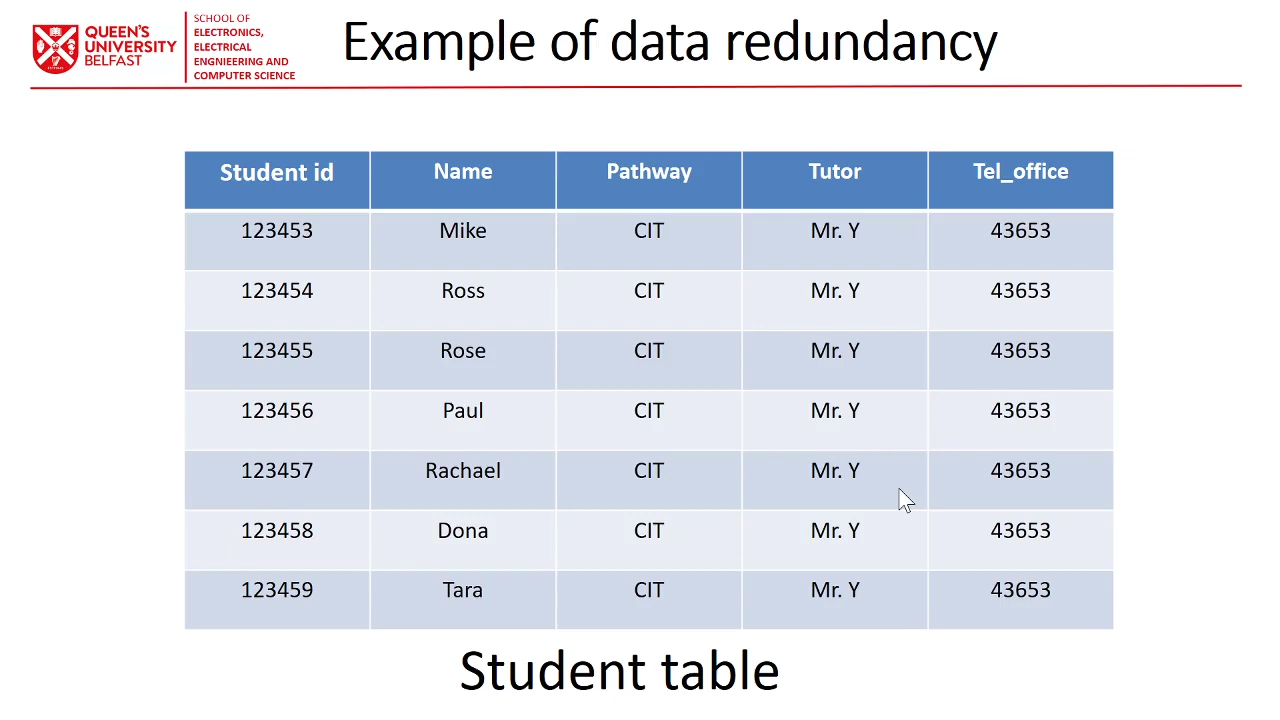 QUEEN'S
UNIVERSITY
BELFAST
SCHOOL OF
ELECTRONICS,
ELECTRICAL
ENGNIEERING AND
COMPUTER SCIENCE
Example of data redundancy
Student id Name Pathway Tutor Tel_office
123453 Mike CIT Mr. Y 43653
123454 Ross CIT Mr. Y 43653
123455 Rose CIT Mr. Y 43653
123456 Paul CIT Mr. Y 43653
123457 Rachael CIT Mr. Y 43653
123458 Dona CIT Mr. Y 43653
123459 Tara CIT Mr. Y 43653
Student table